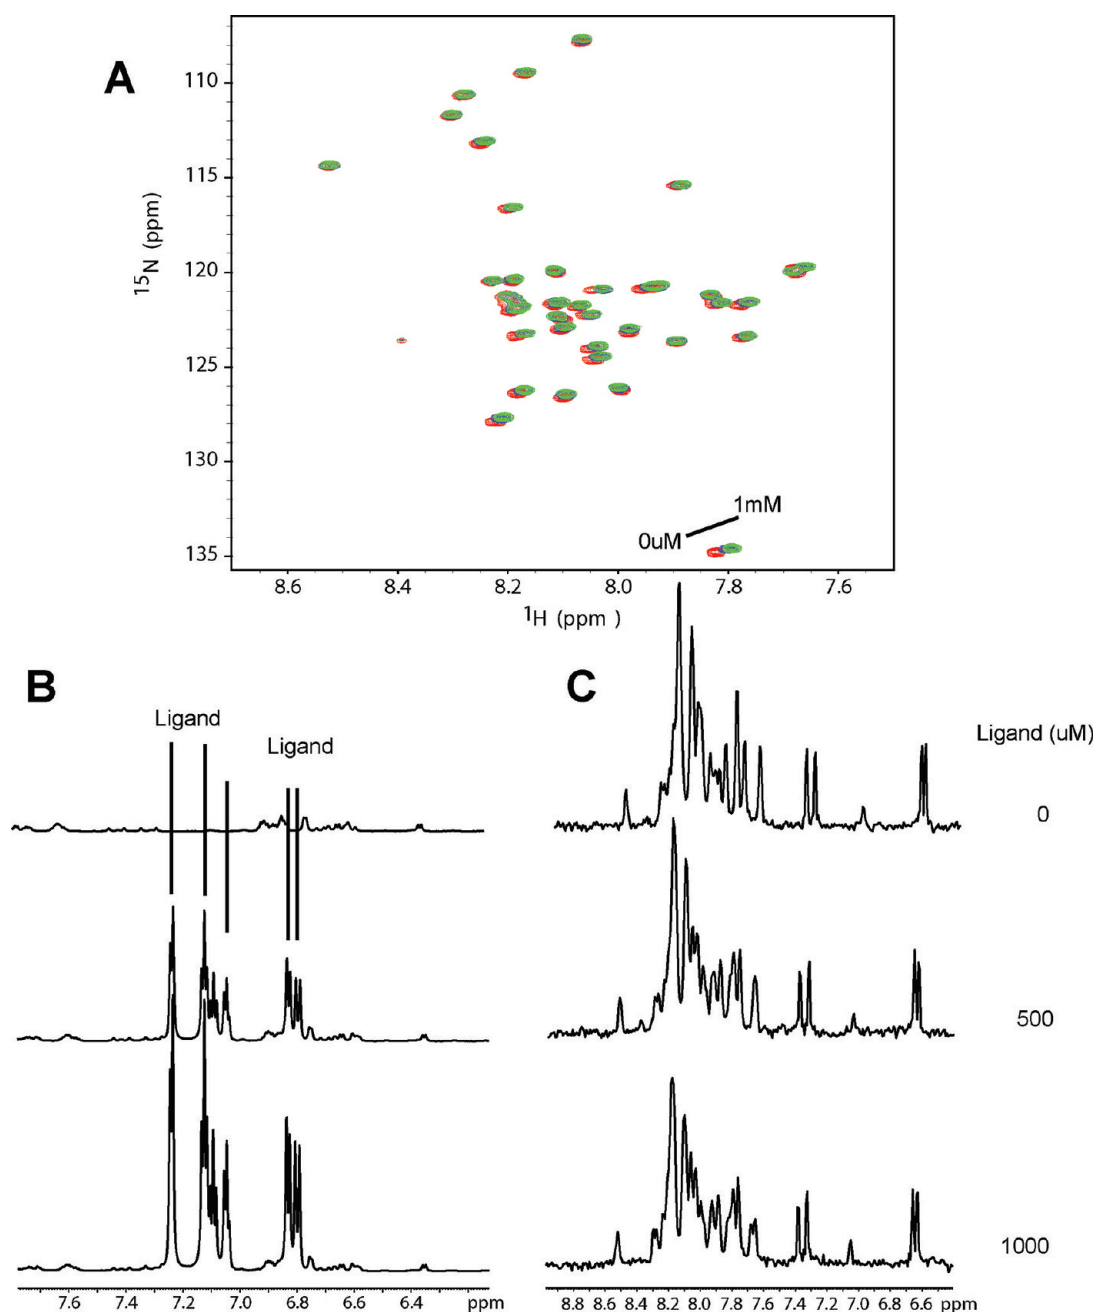 A
110
115
120
125
130
135
15N (ppm)
1mM
0uM
8.6 8.4 8.2 8.0 7.8 7.6
1H (ppm )
B
Ligand
Ligand
7.6 7.4 7.2 7.0 6.8 6.6 6.4 ppm
C
Ligand (uM)
0
500
1000
8.8 8.6 8.4 8.2 8.0 7.8 7.6 7.4 7.2 7.0 6.8 6.6 ppm